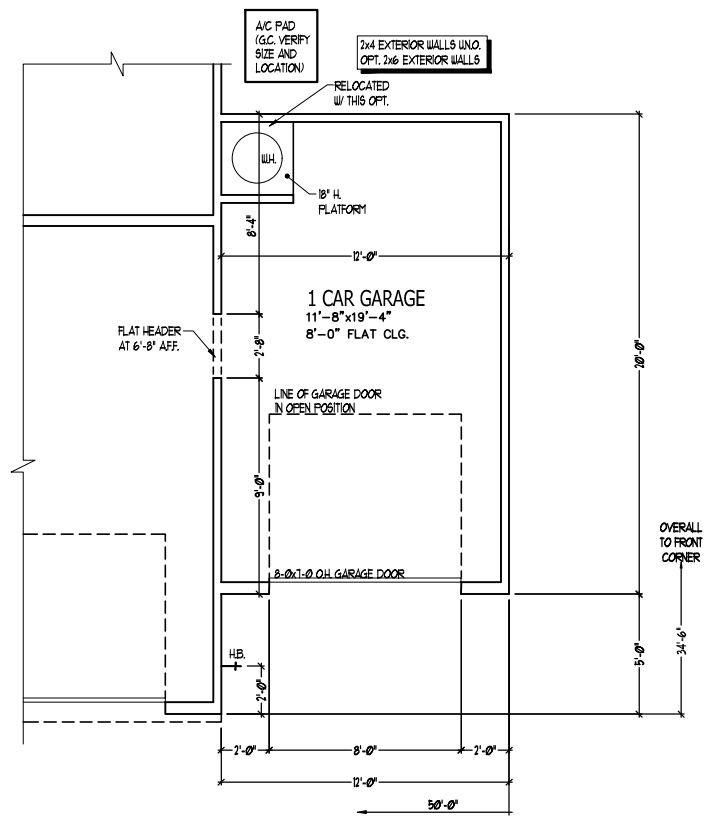 A/C PAD
(G.C. VERIFY
SIZE AND
LOCATION)
2x4 EXTERIOR WALLS U.N.O.
OPT. 2x6 EXTERIOR WALLS
RELOCATED
W/ THIS OPT.
W.H.
18" H.
PLATFORM
8'-4"
12'-0"
1 CAR GARAGE
11'-8"x19'-4"
8'-0" FLAT CLG.
FLAT HEADER
AT 6'-8" A.F.F.
2'-8"
20'-0"
LINE OF GARAGE DOOR
IN OPEN POSITION
9'-0"
OVERALL
TO FRONT
CORNER
8-0x7-0 O.H. GARAGE DOOR
H.B.
2'-0"
5'-0"
34'-6"
2'-0"
8'-0"
2'-0"
12'-0"
50'-0"